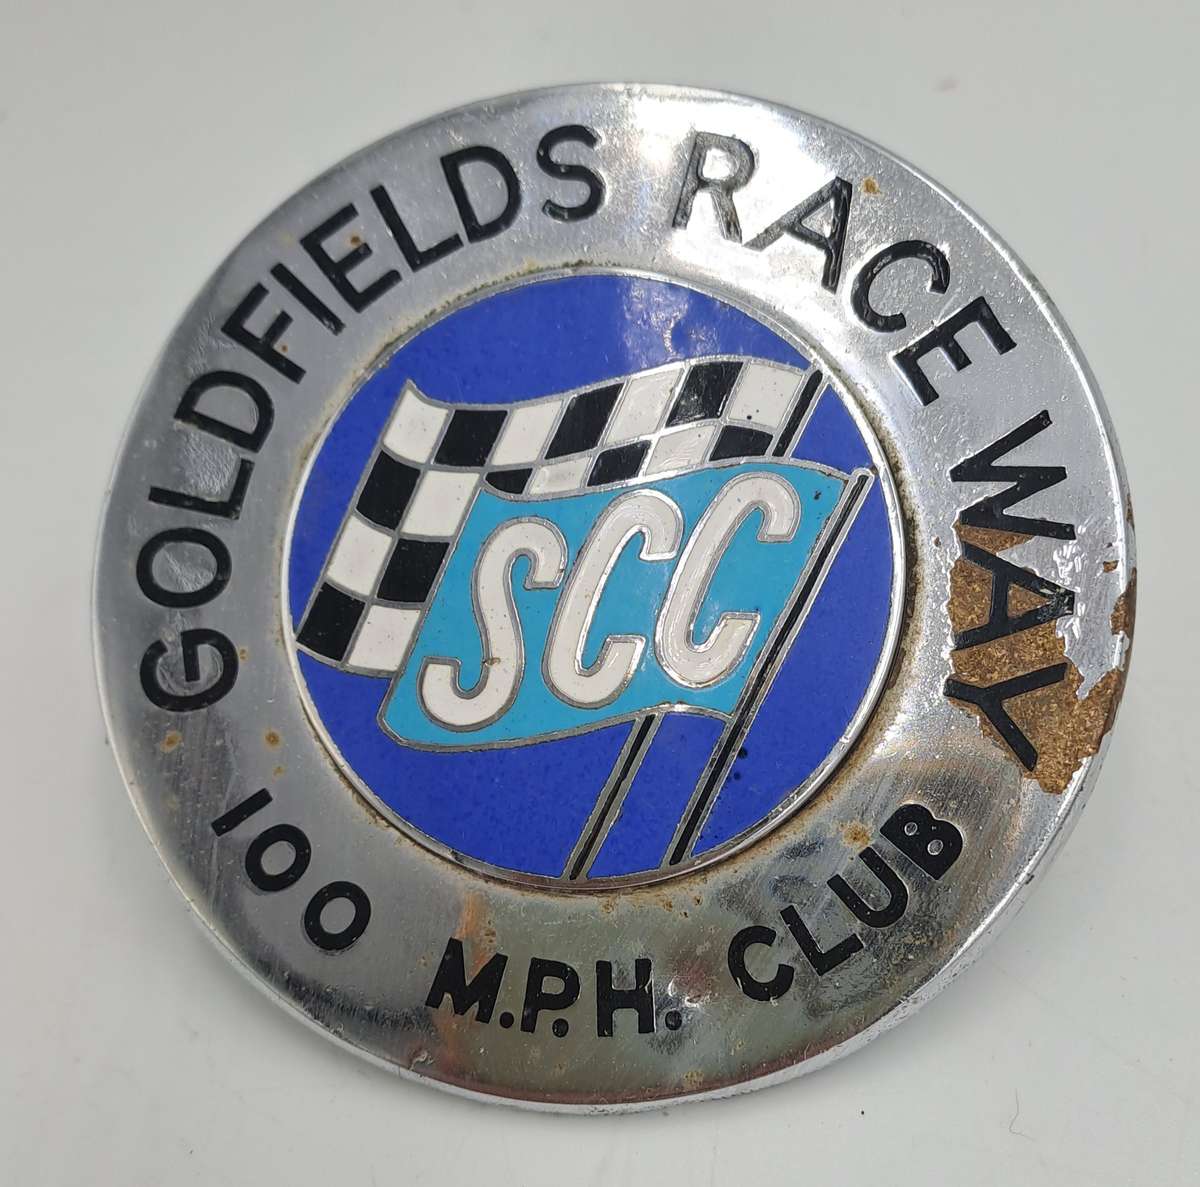 GOLDFIELDS RACE WAY
SCC
100 M.P.H. CLUB